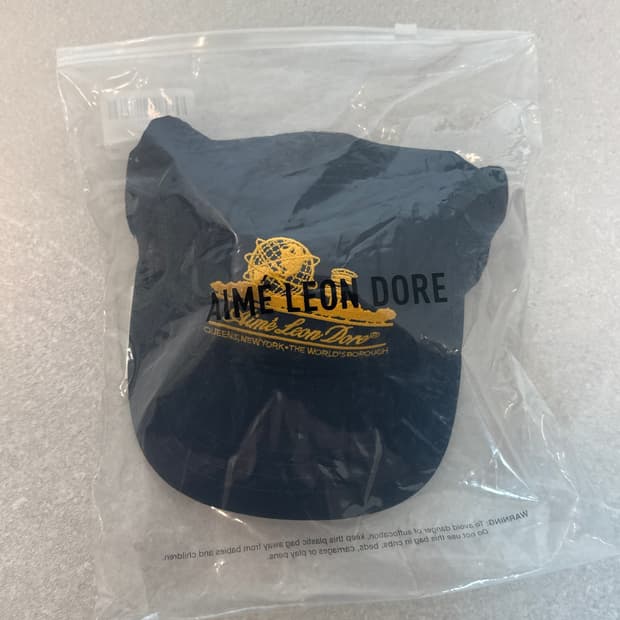 AIMÉ LEON DORE
Aimé Leon Dore®
QUEENS, NEW YORK • THE WORLD'S BOROUGH
WARNING: To avoid danger of suffocation, keep this plastic bag away from babies and children.
Do not use this bag in cribs, beds, carriages or play pens.